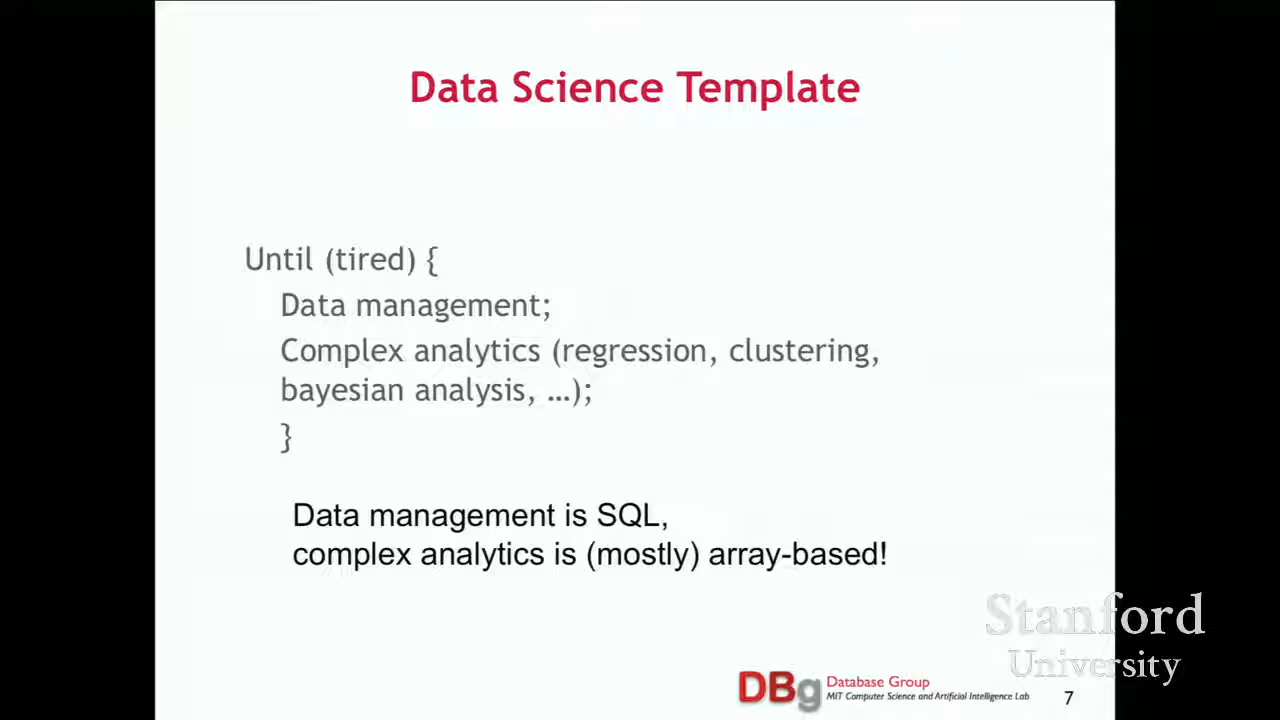 Data Science Template
Until (tired) {
Data management;
Complex analytics (regression, clustering,
bayesian analysis, …);
}
Data management is SQL,
complex analytics is (mostly) array-based!
Stanford
University
DBg
Database Group
MIT Computer Science and Artificial Intelligence Lab
7